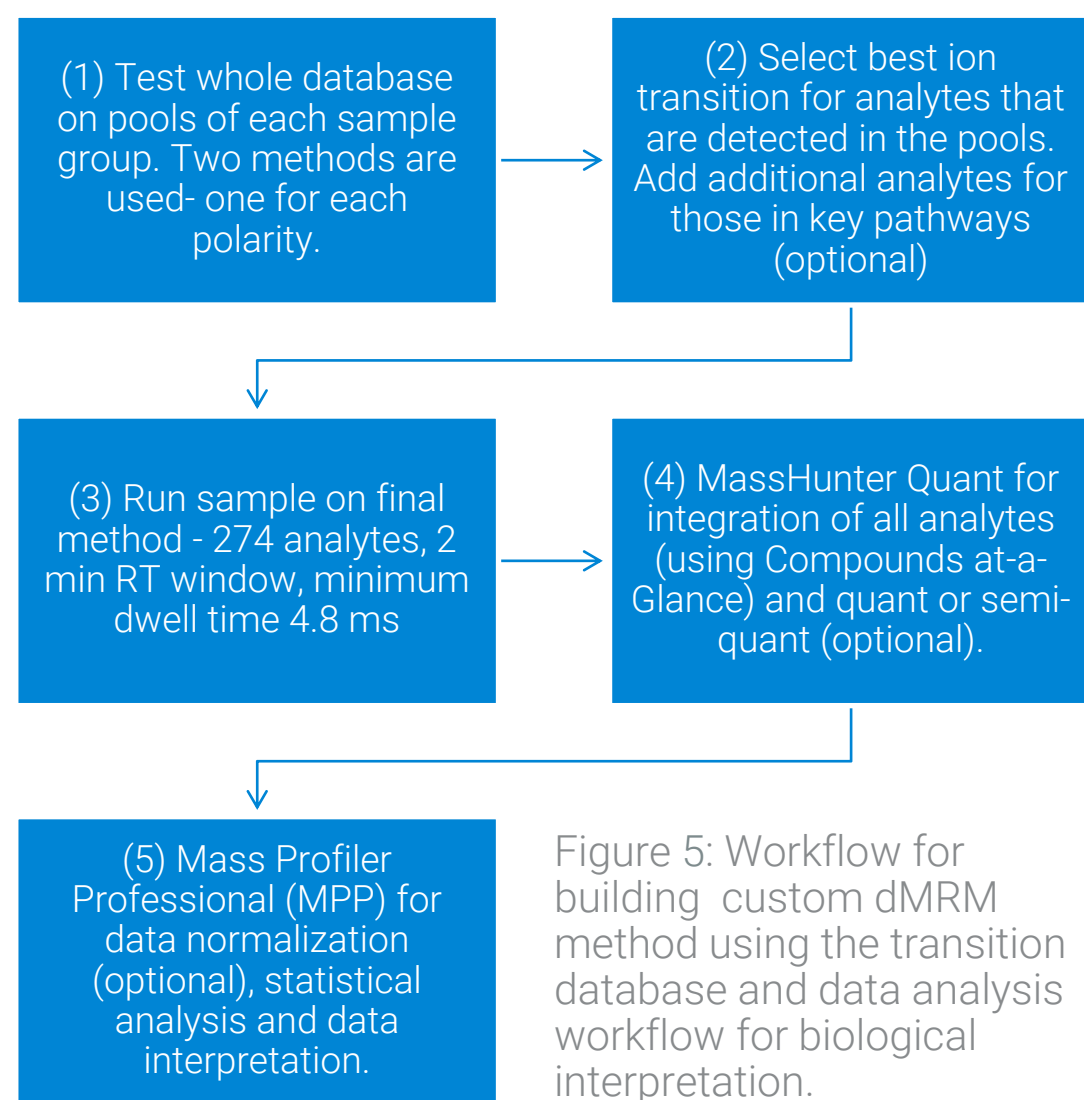 (1) Test whole database
on pools of each sample
group. Two methods are
used- one for each
polarity.
(2) Select best ion
transition for analytes that
are detected in the pools.
Add additional analytes for
those in key pathways
(optional)
(3) Run sample on final
method - 274 analytes, 2
min RT window, minimum
dwell time 4.8 ms
(4) MassHunter Quant for
integration of all analytes
(using Compounds at-a-
Glance) and quant or semi-
quant (optional).
(5) Mass Profiler
Professional (MPP) for
data normalization
(optional), statistical
analysis and data
interpretation.
Figure 5: Workflow for
building  custom dMRM
method using the transition
database and data analysis
workflow for biological
interpretation.